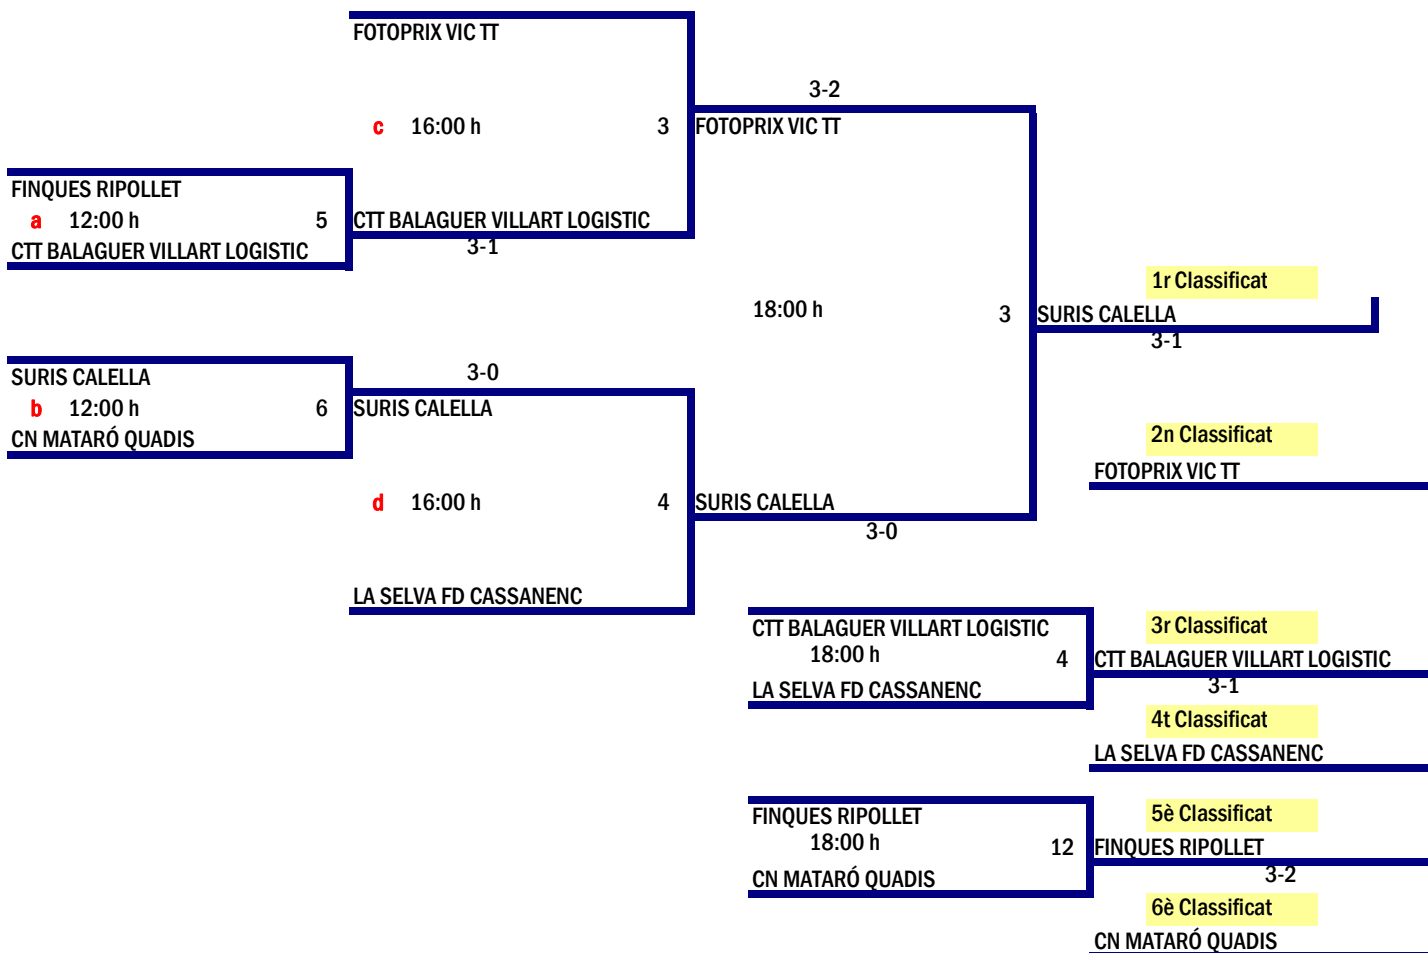 FOTOPRIX VIC TT
3-2
c 16:00 h 3 FOTOPRIX VIC TT
FINQUES RIPOLLET
a 12:00 h 5 CTT BALAGUER VILLART LOGISTIC
CTT BALAGUER VILLART LOGISTIC 3-1
1r Classificat
18:00 h 3 SURIS CALELLA
3-1
SURIS CALELLA 3-0
b 12:00 h 6 SURIS CALELLA
CN MATARÓ QUADIS 2n Classificat
FOTOPRIX VIC TT
d 16:00 h 4 SURIS CALELLA
3-0
LA SELVA FD CASSANENC
CTT BALAGUER VILLART LOGISTIC 3r Classificat
18:00 h 4 CTT BALAGUER VILLART LOGISTIC
LA SELVA FD CASSANENC 3-1
4t Classificat
LA SELVA FD CASSANENC
FINQUES RIPOLLET 5è Classificat
18:00 h 12 FINQUES RIPOLLET
CN MATARÓ QUADIS 3-2
6è Classificat
CN MATARÓ QUADIS